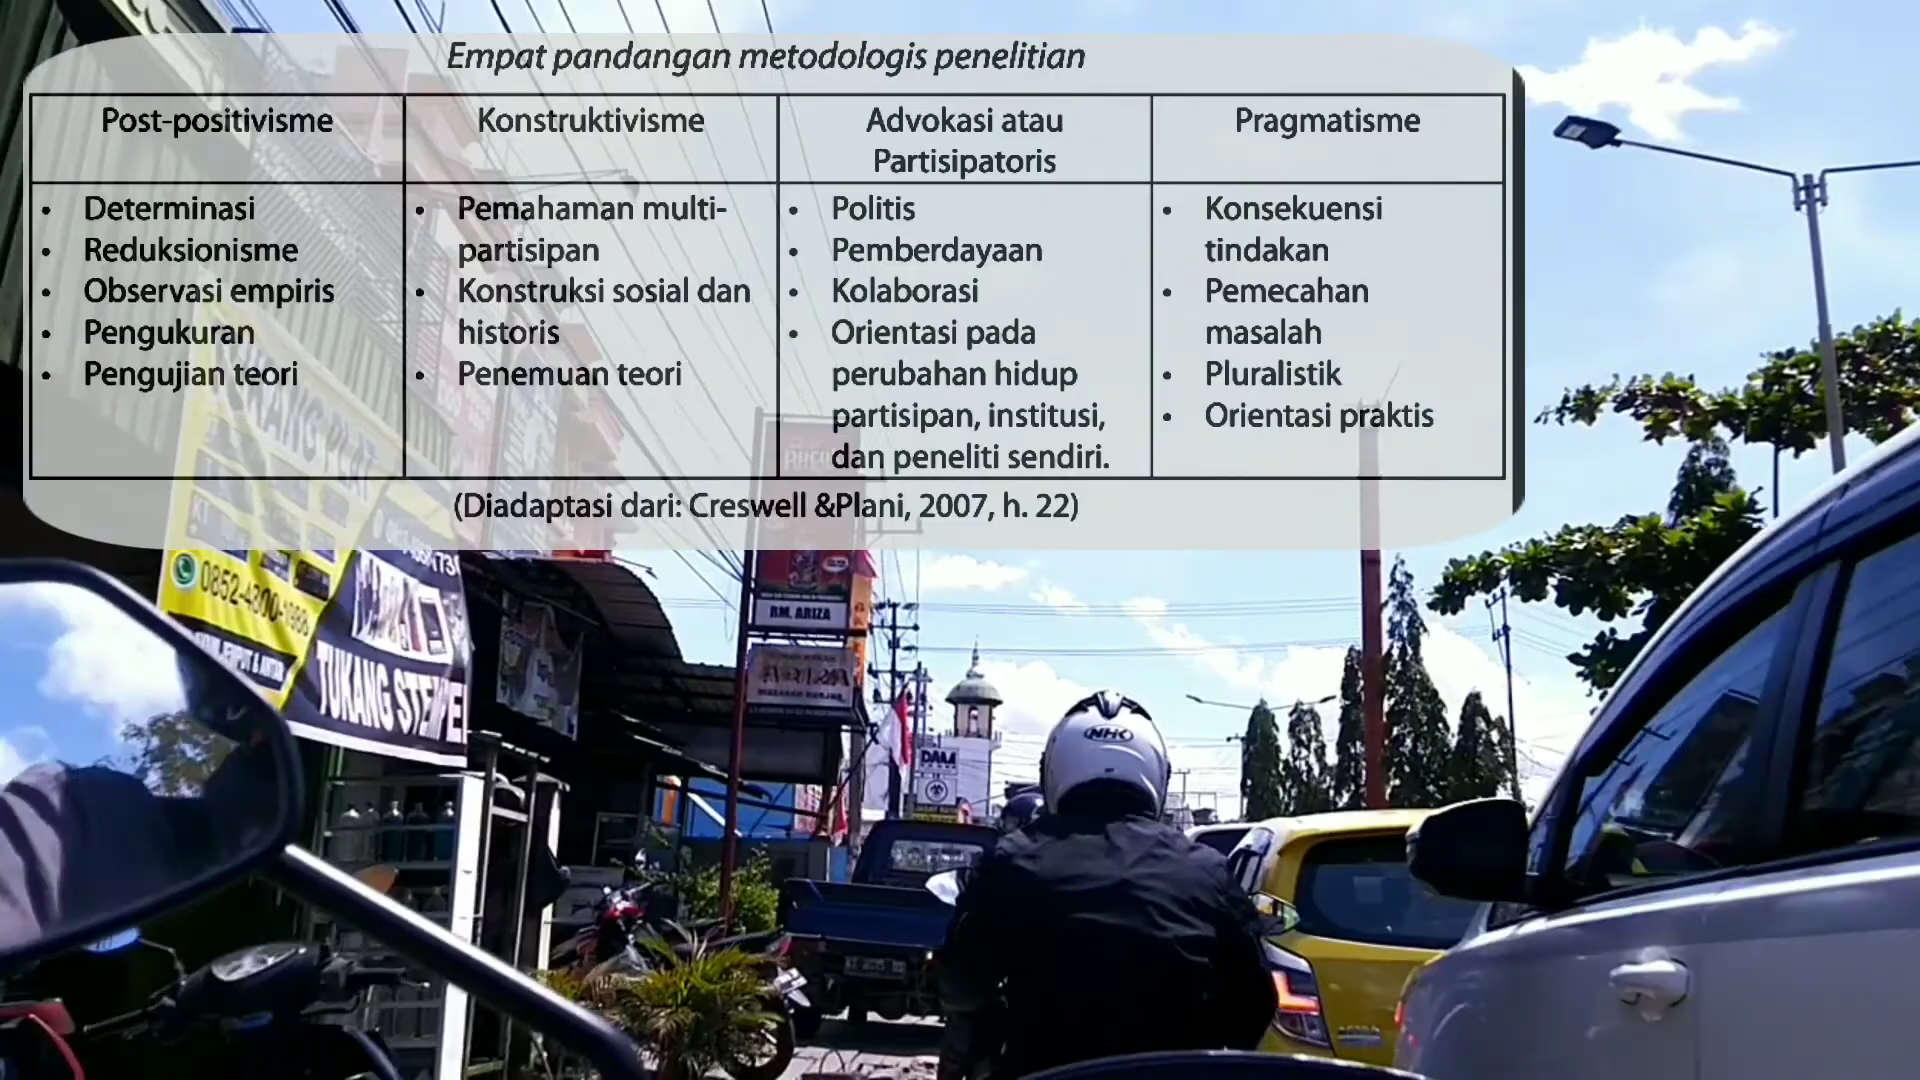 Empat pandangan metodologis penelitian
Post-positivisme
• Determinasi
• Reduksionisme
• Observasi empiris
• Pengukuran
• Pengujian teori
Konstruktivisme
• Pemahaman multi-
partisipan
• Konstruksi sosial dan
historis
• Penemuan teori
Advokasi atau
Partisipatoris
• Politis
• Pemberdayaan
• Kolaborasi
• Orientasi pada
perubahan hidup
partisipan, institusi,
dan peneliti sendiri.
Pragmatisme
• Konsekuensi
tindakan
• Pemecahan
masalah
• Pluralistik
• Orientasi praktis
(Diadaptasi dari: Creswell &Plani, 2007, h. 22)
TUKANG STEMPEL
RM. ARIZA
NHK